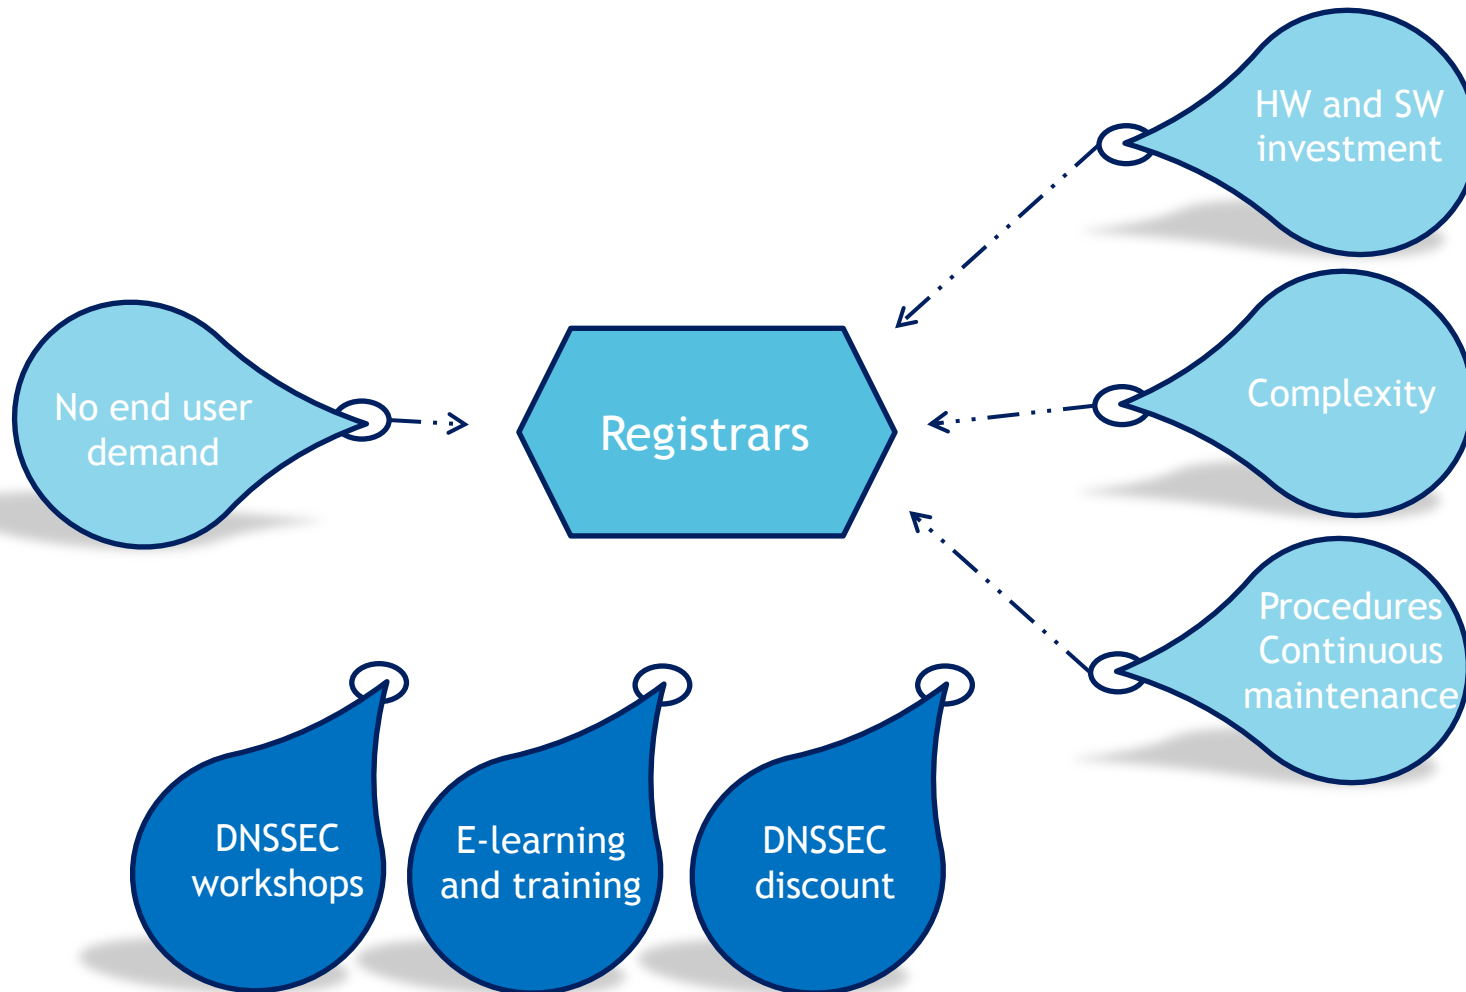 HW and SW
investment
No end user
demand
Registrars
Complexity
Procedures
Continuous
maintenance
DNSSEC
workshops
E-learning
and training
DNSSEC
discount